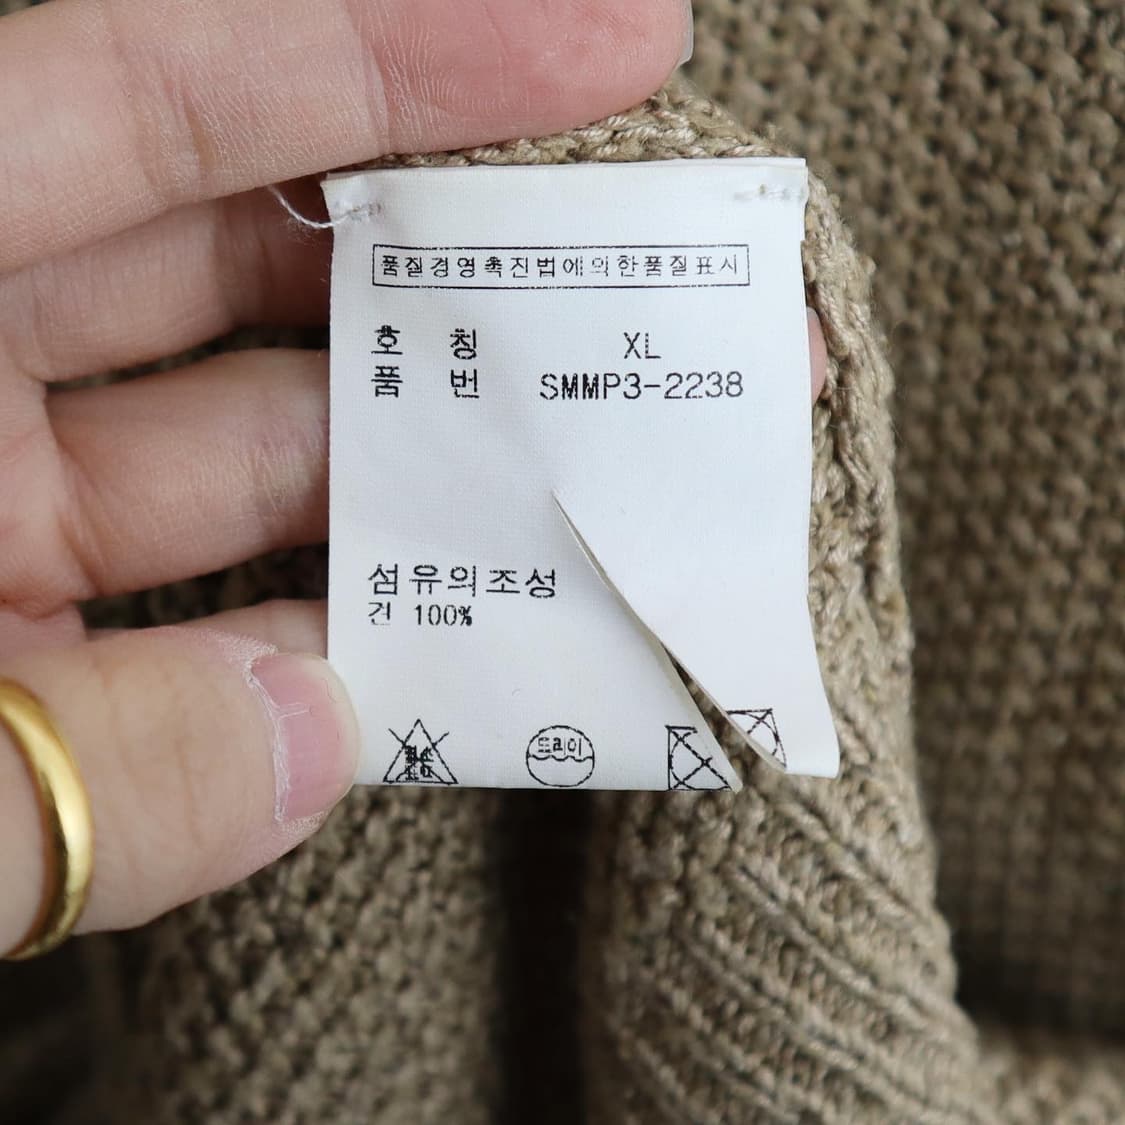 품질경영촉진법에의한품질표시
호 칭 XL
품 번 SMMP3-2238
섬유의조성
견 100%
드라이